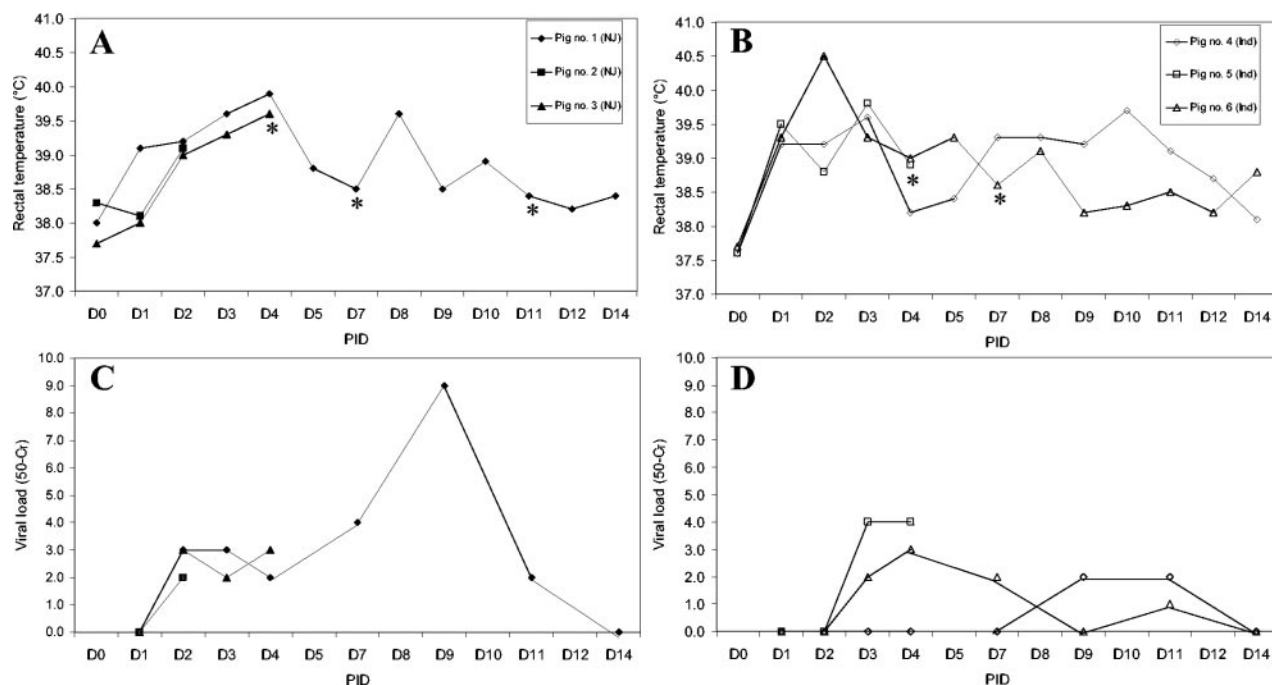 A
Rectal temperature (°C)
41.0
40.5
40.0
39.5
39.0
38.5
38.0
37.5
37.0
Pig no. 1 (NJ)
Pig no. 2 (NJ)
Pig no. 3 (NJ)
*
*
*
D0 D1 D2 D3 D4 D5 D7 D8 D9 D10 D11 D12 D14
PID
B
Rectal temperature (°C)
41.0
40.5
40.0
39.5
39.0
38.5
38.0
37.5
37.0
Pig no. 4 (Ind)
Pig no. 5 (Ind)
Pig no. 6 (Ind)
*
*
D0 D1 D2 D3 D4 D5 D7 D8 D9 D10 D11 D12 D14
PID
C
Viral load (50-Cr)
10.0
9.0
8.0
7.0
6.0
5.0
4.0
3.0
2.0
1.0
0.0
D0 D1 D2 D3 D4 D5 D7 D8 D9 D10 D11 D12 D14
PID
D
Viral load (50-Cr)
10.0
9.0
8.0
7.0
6.0
5.0
4.0
3.0
2.0
1.0
0.0
D0 D1 D2 D3 D4 D5 D7 D8 D9 D10 D11 D12 D14
PID